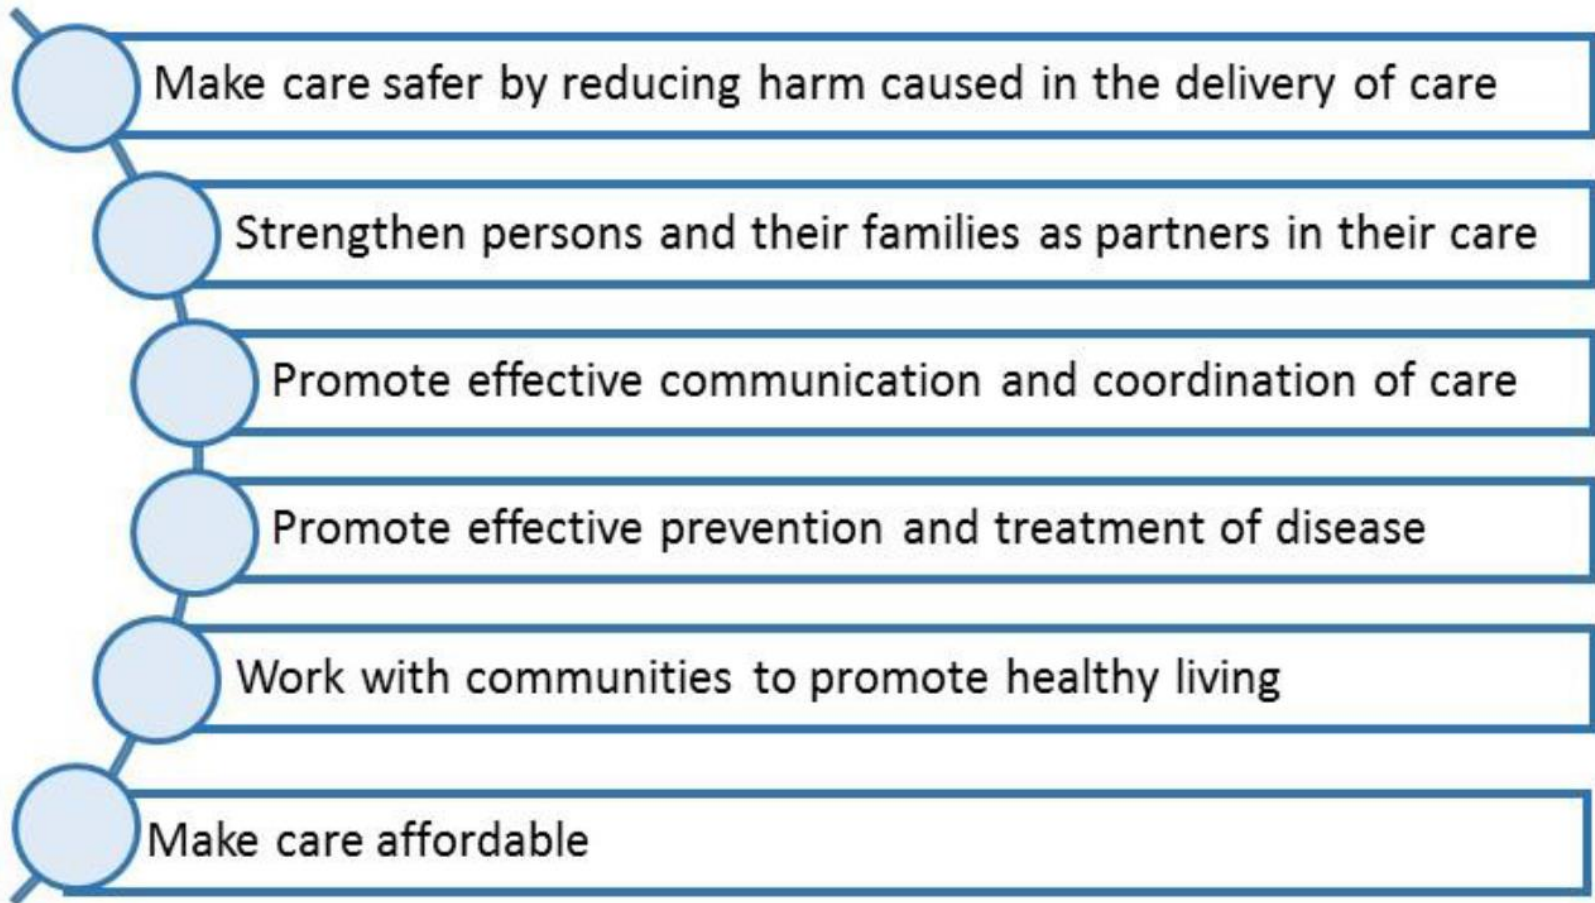 Make care safer by reducing harm caused in the delivery of care
Strengthen persons and their families as partners in their care
Promote effective communication and coordination of care
Promote effective prevention and treatment of disease
Work with communities to promote healthy living
Make care affordable